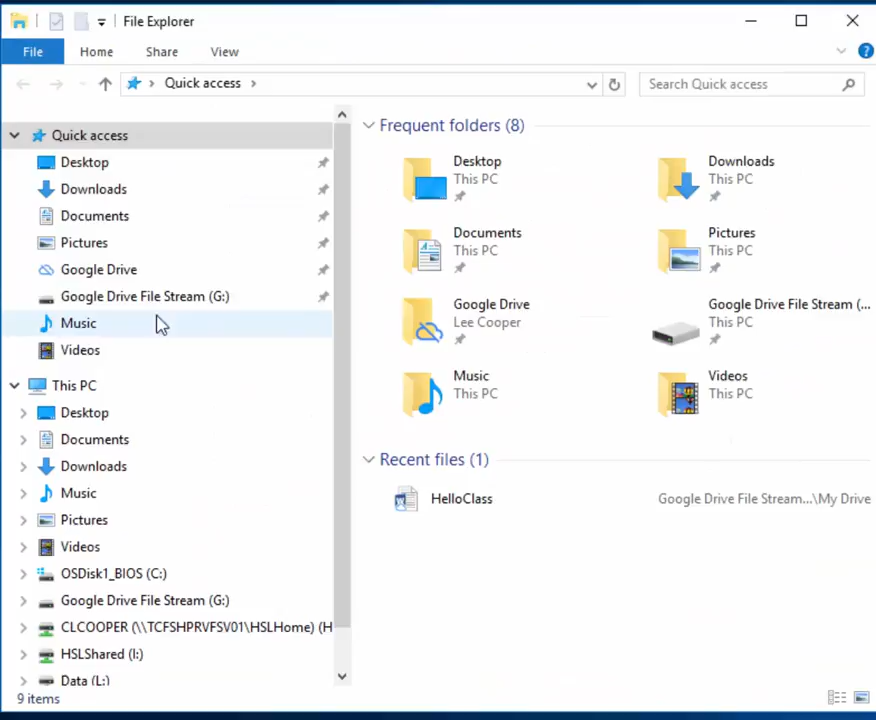 File Explorer
File Home Share View
Quick access
Search Quick access
Quick access
Desktop
Downloads
Documents
Pictures
Google Drive
Google Drive File Stream (G:)
Music
Videos
This PC
Desktop
Documents
Downloads
Music
Pictures
Videos
OSDisk1_BIOS (C:)
Google Drive File Stream (G:)
CLCOOPER (\\TCFSHPRVFSV01\HSLHome) (H
HSLShared (I:)
Data (L:)
Frequent folders (8)
Desktop
This PC
Downloads
This PC
Documents
This PC
Pictures
This PC
Google Drive
Lee Cooper
Google Drive File Stream (...
This PC
Music
This PC
Videos
This PC
Recent files (1)
HelloClass Google Drive File Stream...\My Drive
9 items